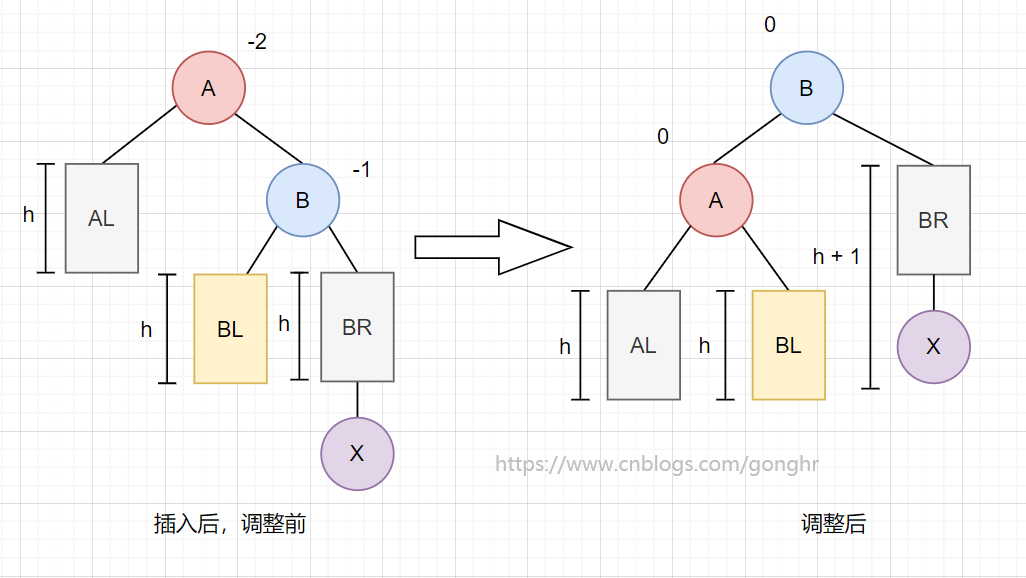 0
-2
A
B
0
-1
h
AL
B
A
BR
h + 1
h
BL
h
BR
h
AL
h
BL
X
X
https://www.cnblogs.com/gonghr
插入后，调整前
调整后